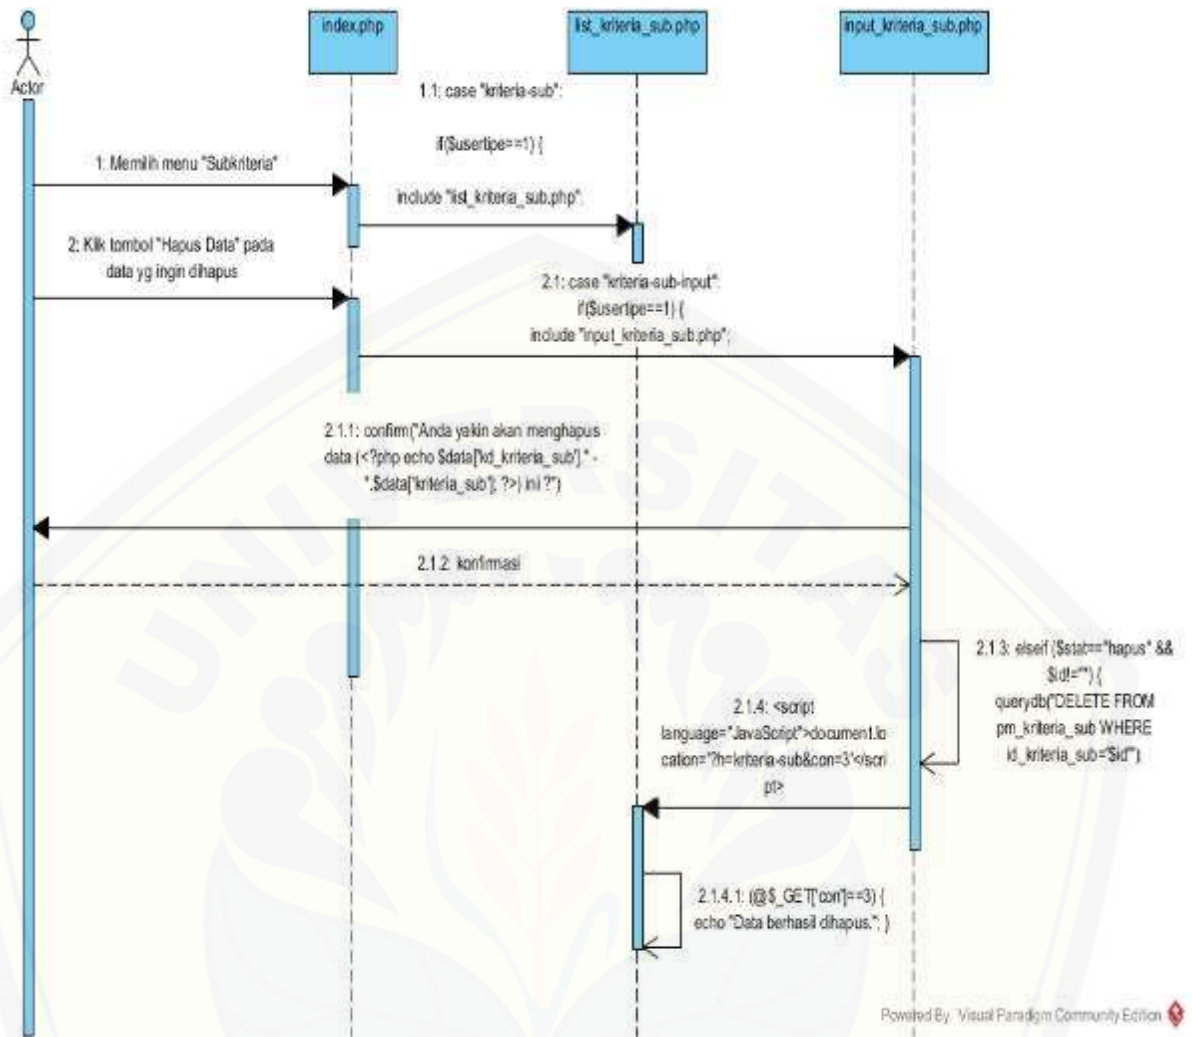 index.php
list_kriteria_sub.php
input_kriteria_sub.php
Actor
1.1: case "kriteria-sub":
if($usertipe==1) {
include "list_kriteria_sub.php";
1: Memilih menu "Subkriteria"
2: Klik tombol "Hapus Data" pada
data yg ingin dihapus
2.1: case "kriteria-sub-input":
if($usertipe==1) {
include "input_kriteria_sub.php";
2.1.1: confirm("Anda yakin akan menghapus
data (<?php echo $data['kd_kriteria_sub']." -
".$data['kriteria_sub']; ?>) ini ?")
2.1.2: konfirmasi
2.1.3: elseif ($stat=="hapus" &&
$id!="") {
querydb("DELETE FROM
pm_kriteria_sub WHERE
id_kriteria_sub='$id'")
2.1.4: <script
language="JavaScript">document.lo
cation="?h=kriteria-sub&con=3"</scri
pt>
2.1.4.1: (@$_GET['con']==3) {
echo "Data berhasil dihapus."; }
UNIVERSITAS
Powered By Visual Paradigm Community Edition